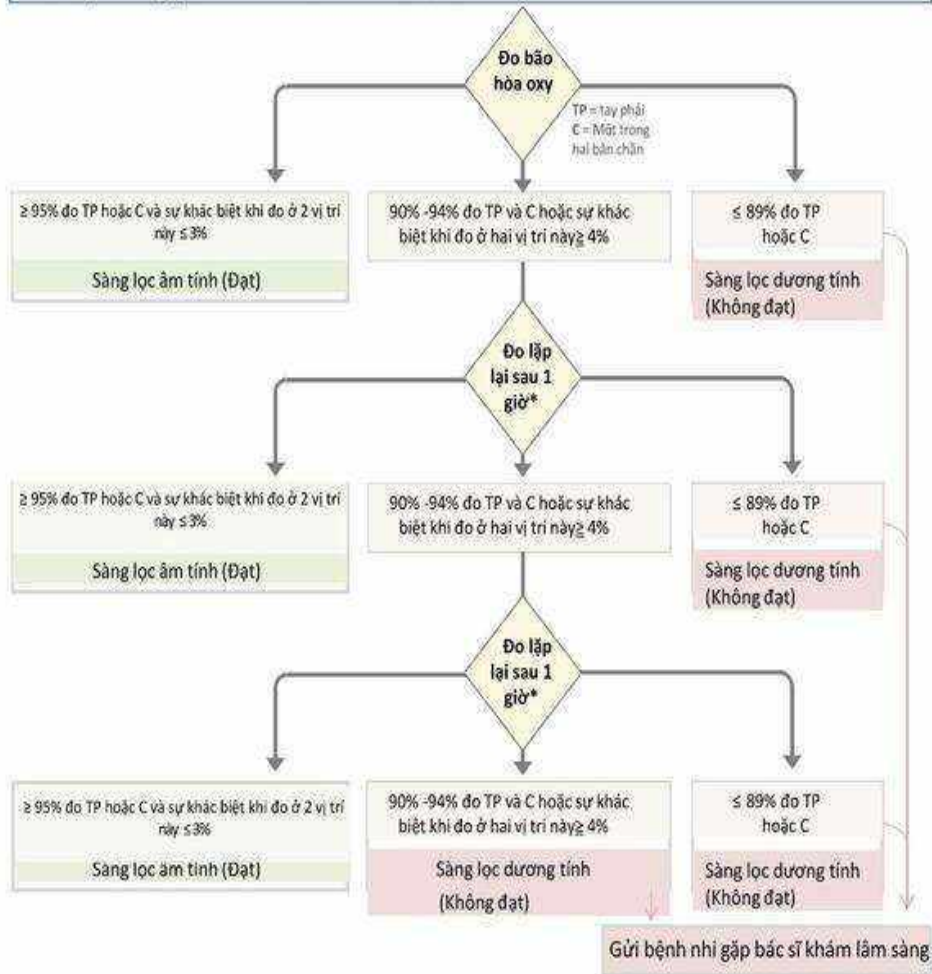 Đo bão
hòa oxy
TP = tay phải
C = Một trong
hai bàn chân
≥ 95% đo TP hoặc C và sự khác biệt khi đo ở 2 vị trí
này ≤ 3%
Sàng lọc âm tính (Đạt)
90% -94% đo TP và C hoặc sự khác
biệt khi đo ở hai vị trí này≧ 4%
≤ 89% đo TP
hoặc C
Sàng lọc dương tính
(Không đạt)
Đo lặp
lại sau 1
giờ*
≥ 95% đo TP hoặc C và sự khác biệt khi đo ở 2 vị trí
này ≤ 3%
Sàng lọc âm tính (Đạt)
90% -94% đo TP và C hoặc sự khác
biệt khi đo ở hai vị trí này≧ 4%
≤ 89% đo TP
hoặc C
Sàng lọc dương tính
(Không đạt)
Đo lặp
lại sau 1
giờ*
≥ 95% đo TP hoặc C và sự khác biệt khi đo ở 2 vị trí
này ≤ 3%
Sàng lọc âm tính (Đạt)
90% -94% đo TP và C hoặc sự khác
biệt khi đo ở hai vị trí này≧ 4%
Sàng lọc dương tính
(Không đạt)
≤ 89% đo TP
hoặc C
Sàng lọc dương tính
(Không đạt)
Gửi bệnh nhi gặp bác sĩ khám lâm sàng